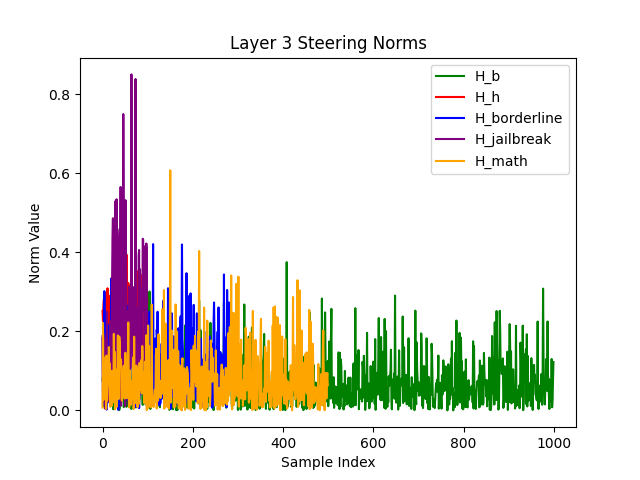 Layer 3 Steering Norms
H_b
H_h
H_borderline
H_jailbreak
H_math
Norm Value
0.8
0.6
0.4
0.2
0.0
0
200
400
600
800
1000
Sample Index